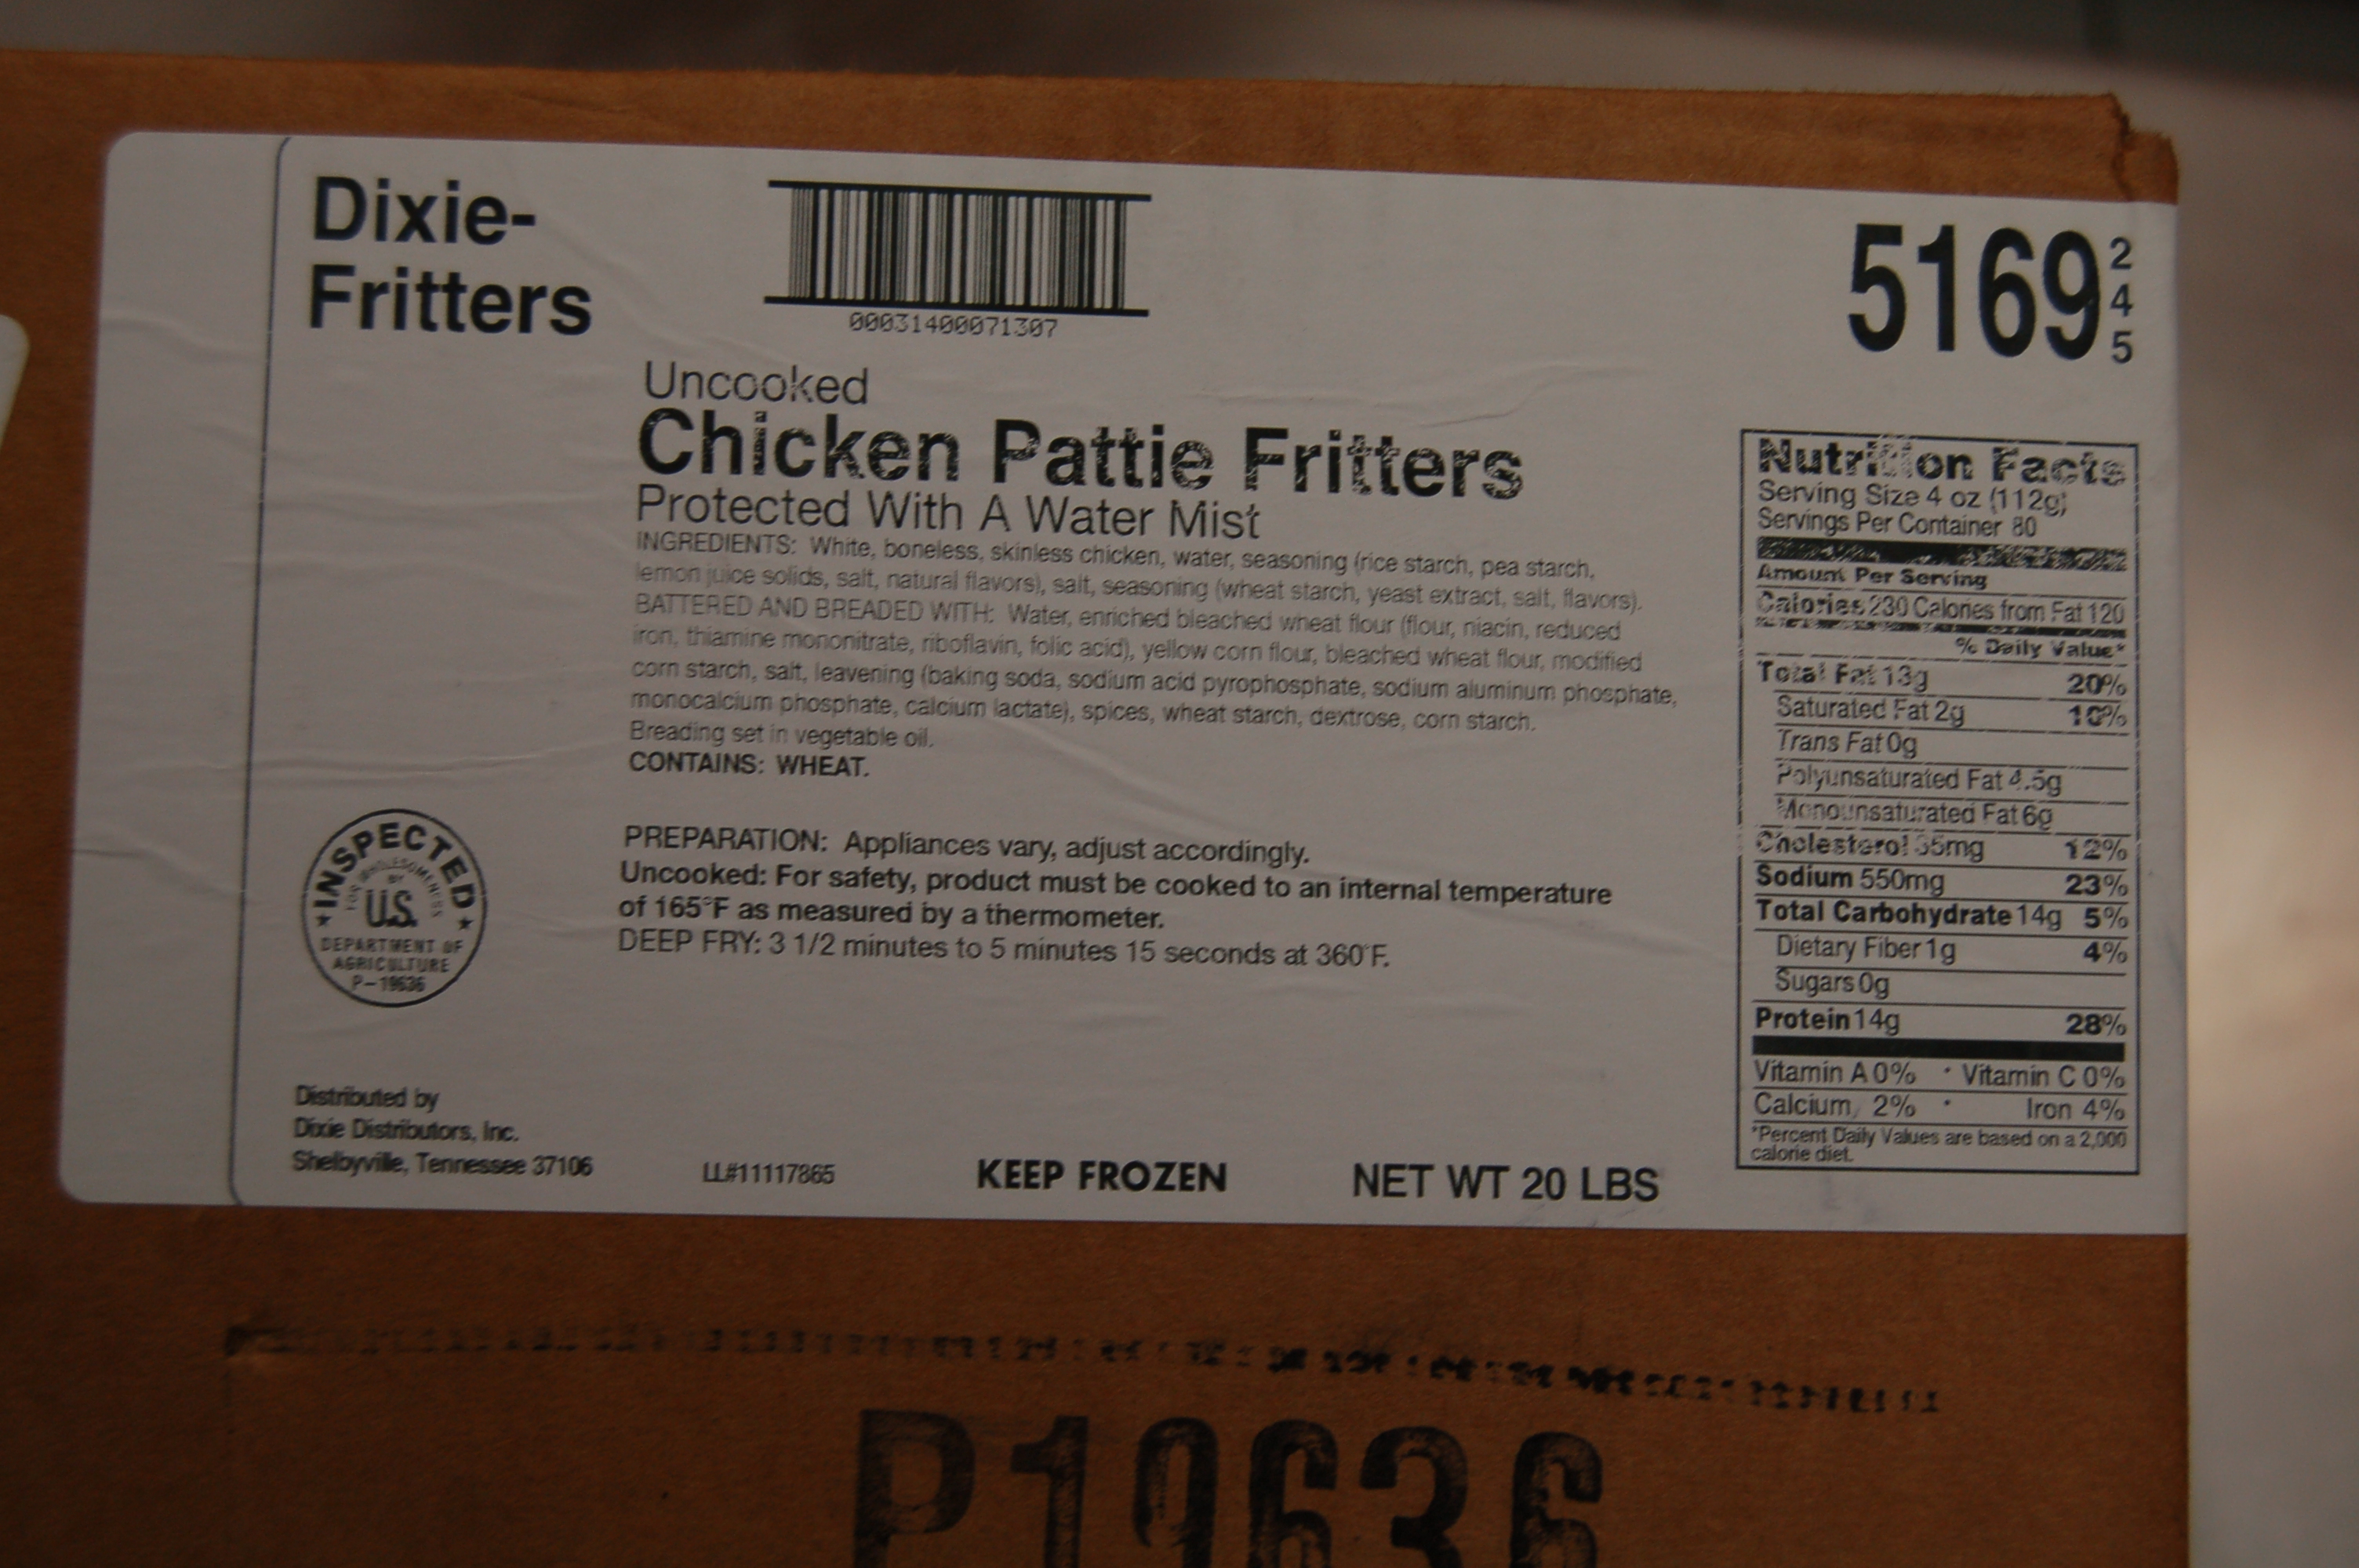 Dixie-
Fritters
00031400071307
5169
2
4
5
Uncooked
Chicken Pattie Fritters
Protected With A Water Mist
INGREDIENTS: White, boneless, skinless chicken, water, seasoning (rice starch, pea starch,
lemon juice solids, salt, natural flavors), salt, seasoning (wheat starch, yeast extract, salt, flavors).
BATTERED AND BREADED WITH: Water, enriched bleached wheat flour (flour, niacin, reduced
iron, thiamine mononitrate, riboflavin, folic acid), yellow corn flour, bleached wheat flour, modified
corn starch, salt, leavening (baking soda, sodium acid pyrophosphate, sodium aluminum phosphate,
monocalcium phosphate, calcium lactate), spices, wheat starch, dextrose, corn starch.
Breading set in vegetable oil.
CONTAINS: WHEAT.
PREPARATION: Appliances vary, adjust accordingly.
Uncooked: For safety, product must be cooked to an internal temperature
of 165°F as measured by a thermometer.
DEEP FRY: 3 1/2 minutes to 5 minutes 15 seconds at 360°F.
INSPECTED
FOR WHOLESOMENESS
BY
U.S.
DEPARTMENT OF
AGRICULTURE
P-19636
Distributed by
Dixie Distributors, Inc.
Shelbyville, Tennessee 37106
LL#11117865
KEEP FROZEN
NET WT 20 LBS
Nutrition Facts
Serving Size 4 oz (112g)
Servings Per Container 80
Amount Per Serving
Calories 230 Calories from Fat 120
% Daily Value*
Total Fat 13g 20%
Saturated Fat 2g 10%
Trans Fat 0g
Polyunsaturated Fat 4.5g
Monounsaturated Fat 6g
Cholesterol 35mg 12%
Sodium 550mg 23%
Total Carbohydrate 14g 5%
Dietary Fiber 1g 4%
Sugars 0g
Protein 14g 28%
Vitamin A 0% • Vitamin C 0%
Calcium 2% • Iron 4%
*Percent Daily Values are based on a 2,000
calorie diet.
P19636